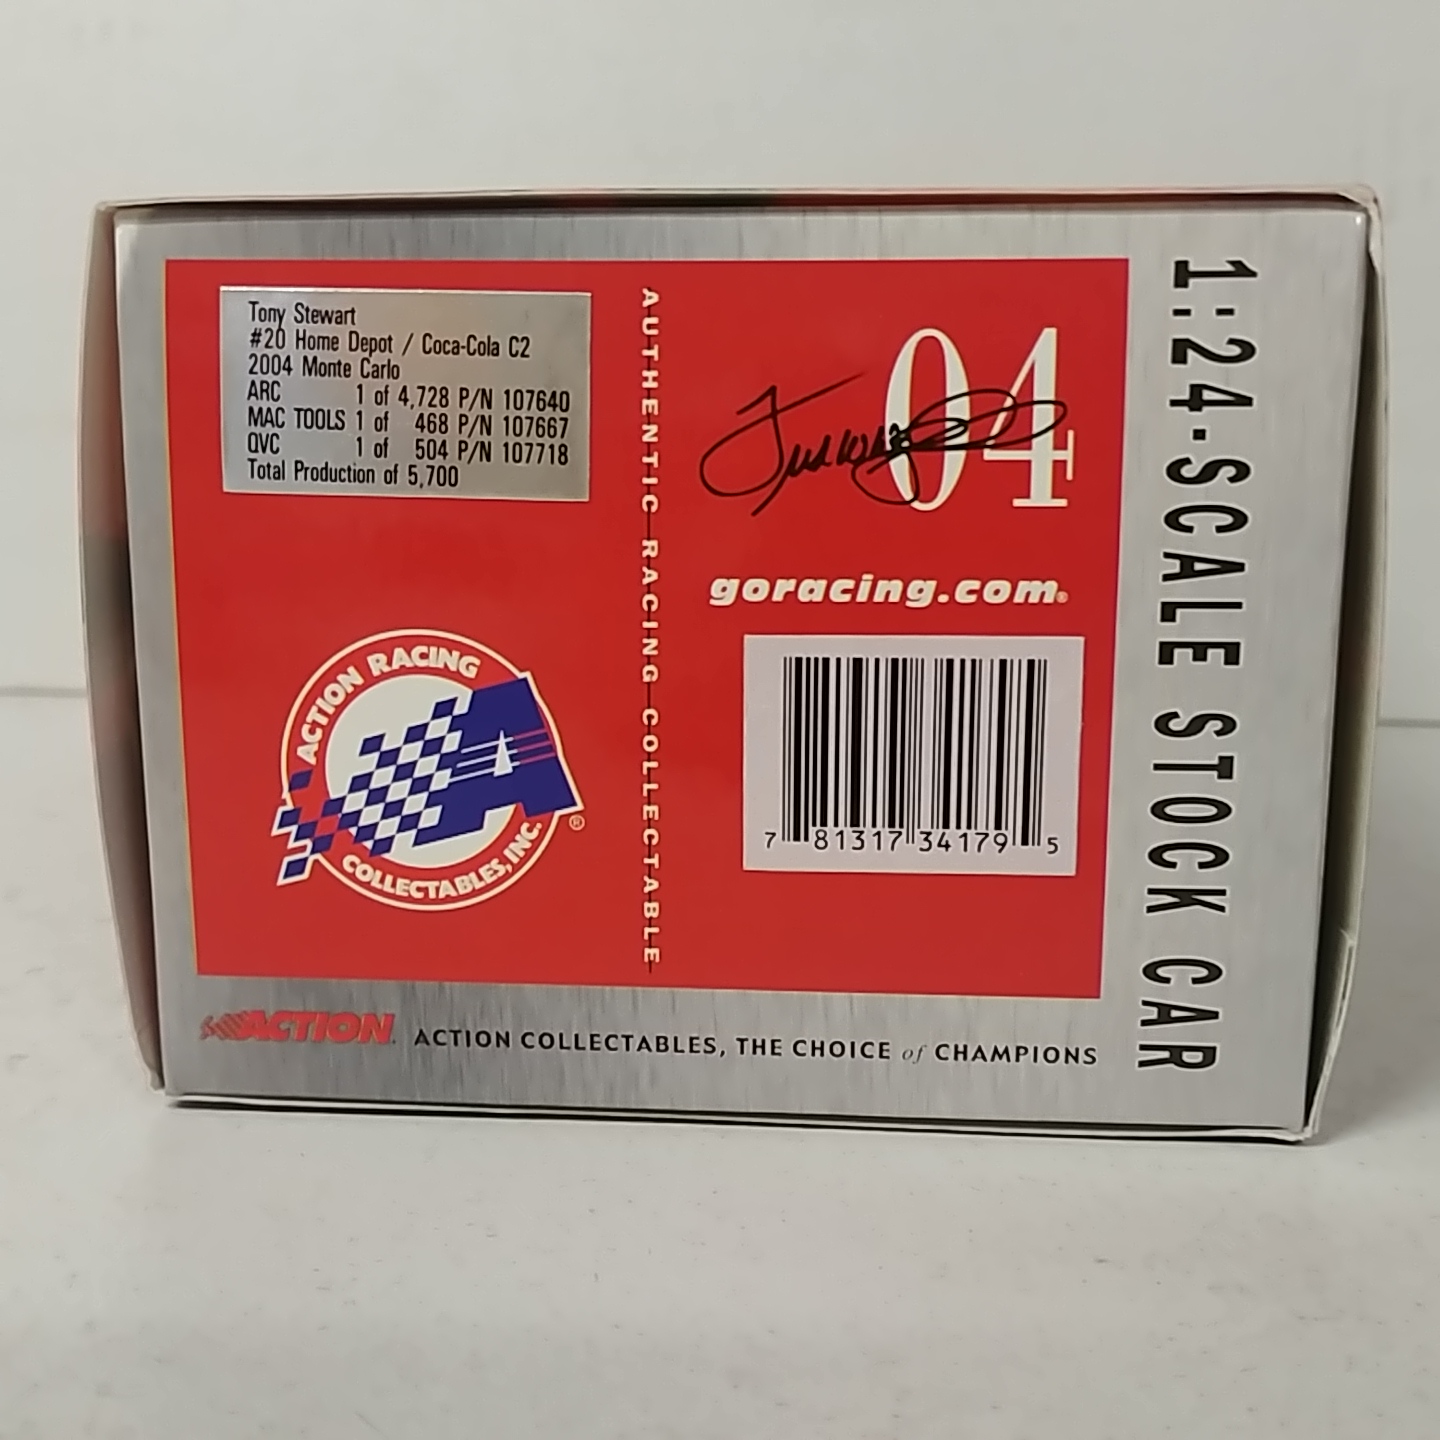 Tony Stewart
#20 Home Depot / Coca-Cola C2
2004 Monte Carlo
ARC 1 of 4,728 P/N 107640
MAC TOOLS 1 of 468 P/N 107667
QVC 1 of 504 P/N 107718
Total Production of 5,700
AUTHENTIC RACING COLLECTABLE
04
goracing.com®
7 81317 34179 5
ACTION RACING
COLLECTABLES, INC.
®
ACTION
ACTION COLLECTABLES, THE CHOICE of CHAMPIONS
1:24-SCALE STOCK CAR